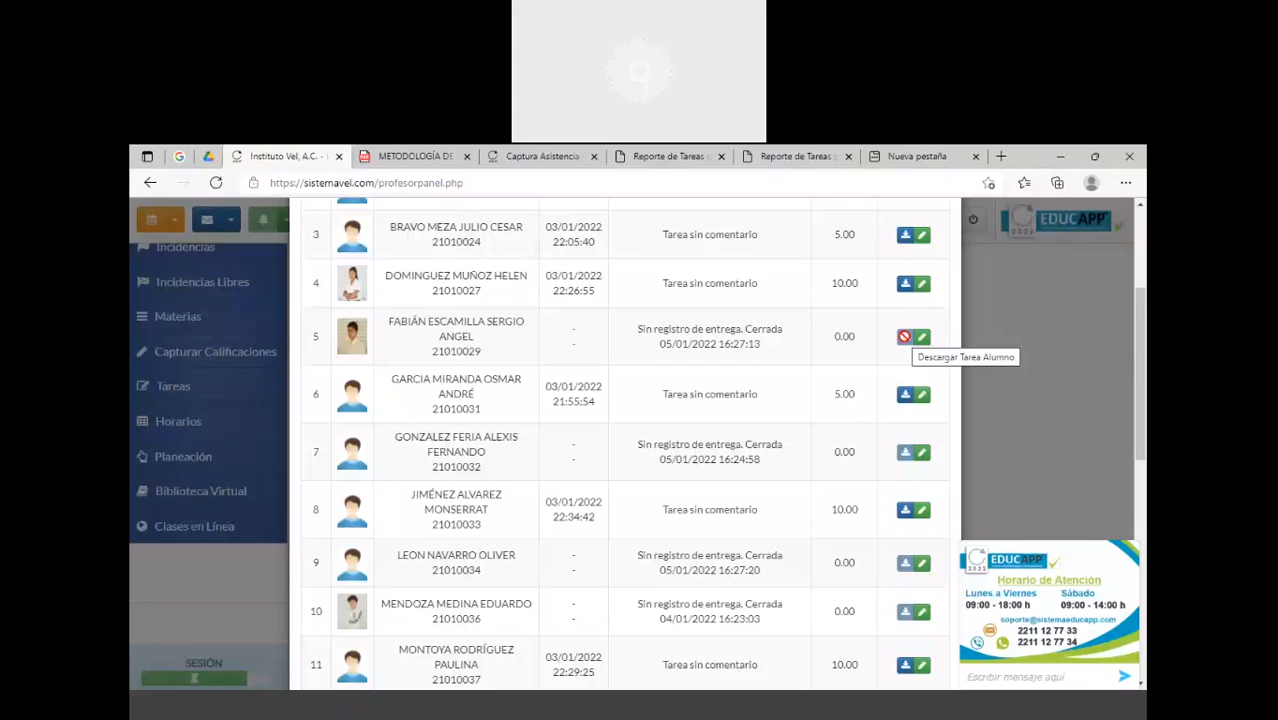 q
Instituto Vel, A.C. -
METODOLOGÍA DE
Captura Asistencia
Reporte de Tareas
Reporte de Tareas
Nueva pestaña
https://sistemavel.com/profesorpanel.php
EDUCAPP
Incidencias
Incidencias Libres
Materias
Capturar Calificaciones
Tareas
Horarios
Planeación
Biblioteca Virtual
Clases en Línea
SESIÓN
3
BRAVO MEZA JULIO CESAR
21010024
03/01/2022
22:05:40
Tarea sin comentario
5.00
4
DOMINGUEZ MUÑOZ HELEN
21010027
03/01/2022
22:26:55
Tarea sin comentario
10.00
5
FABIÁN ESCAMILLA SERGIO
ANGEL
21010029
-
-
Sin registro de entrega. Cerrada
05/01/2022 16:27:13
0.00
Descargar Tarea Alumno
6
GARCIA MIRANDA OSMAR
ANDRÉ
21010031
03/01/2022
21:55:54
Tarea sin comentario
5.00
7
GONZALEZ FERIA ALEXIS
FERNANDO
21010032
-
-
Sin registro de entrega. Cerrada
05/01/2022 16:24:58
0.00
8
JIMÉNEZ ALVAREZ
MONSERRAT
21010033
03/01/2022
22:34:42
Tarea sin comentario
10.00
9
LEON NAVARRO OLIVER
21010034
-
-
Sin registro de entrega. Cerrada
05/01/2022 16:27:20
0.00
10
MENDOZA MEDINA EDUARDO
21010036
-
-
Sin registro de entrega. Cerrada
04/01/2022 16:23:03
0.00
11
MONTOYA RODRÍGUEZ
PAULINA
21010037
03/01/2022
22:29:25
Tarea sin comentario
10.00
EDUCAPP
Horario de Atención
Lunes a Viernes Sábado
09:00 - 18:00 h 09:00 - 14:00 h
soporte@sistemaeducapp.com
2211 12 77 33
2211 12 77 34
Escribir mensaje aquí